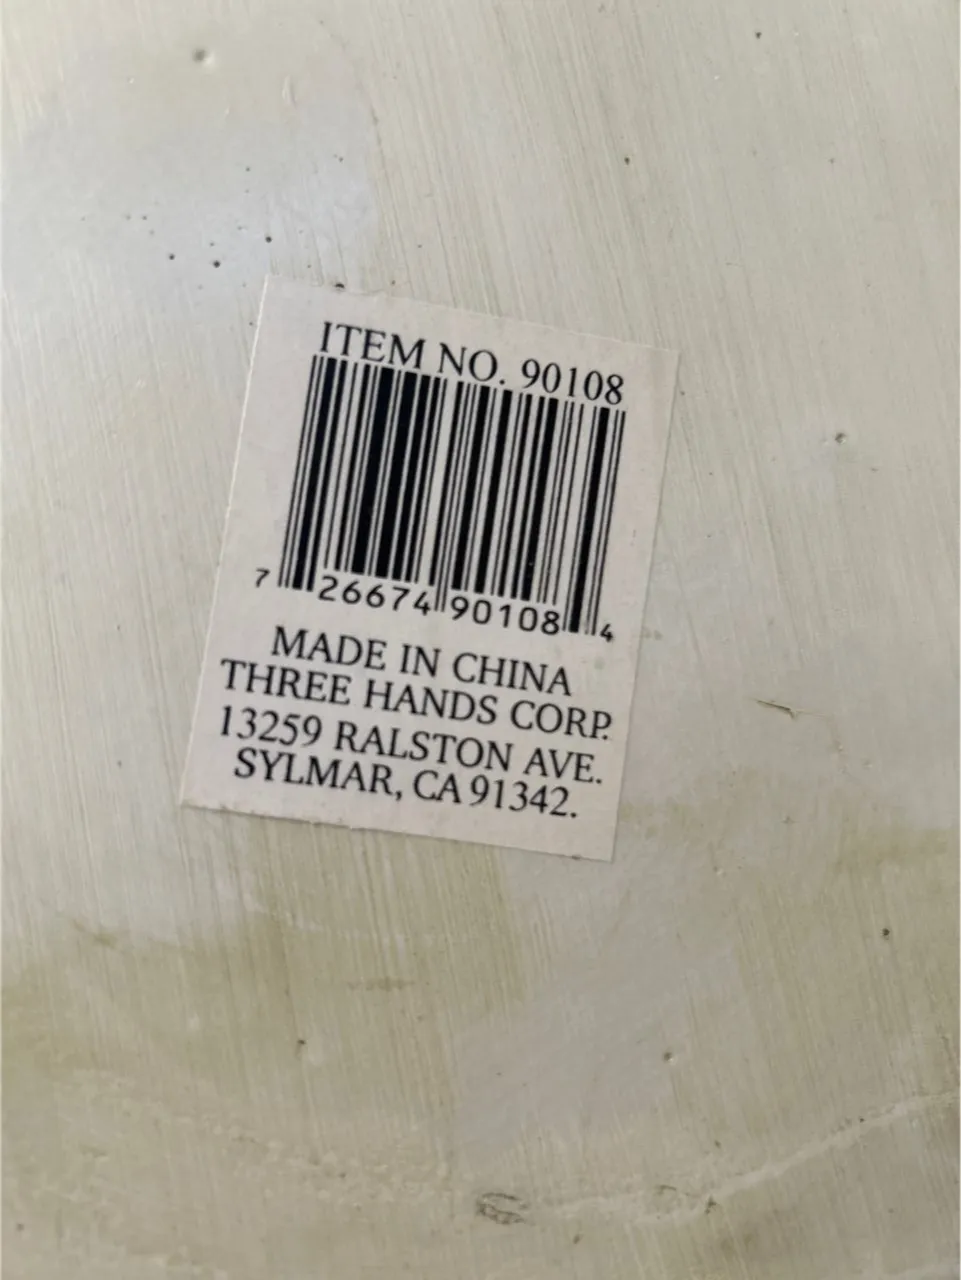 ITEM NO. 90108
7 26674 90108 4
MADE IN CHINA
THREE HANDS CORP.
13259 RALSTON AVE.
SYLMAR, CA 91342.